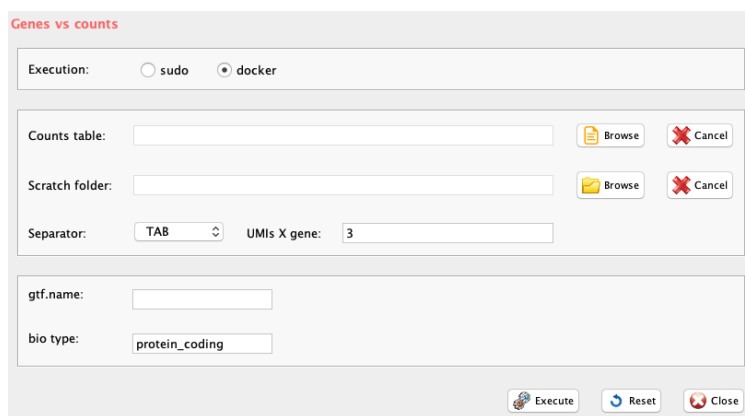 Genes vs counts
Execution: sudo docker
Counts table: Browse Cancel
Scratch folder: Browse Cancel
Separator: TAB UMIs X gene: 3
gtf.name:
bio type: protein_coding
Execute Reset Close